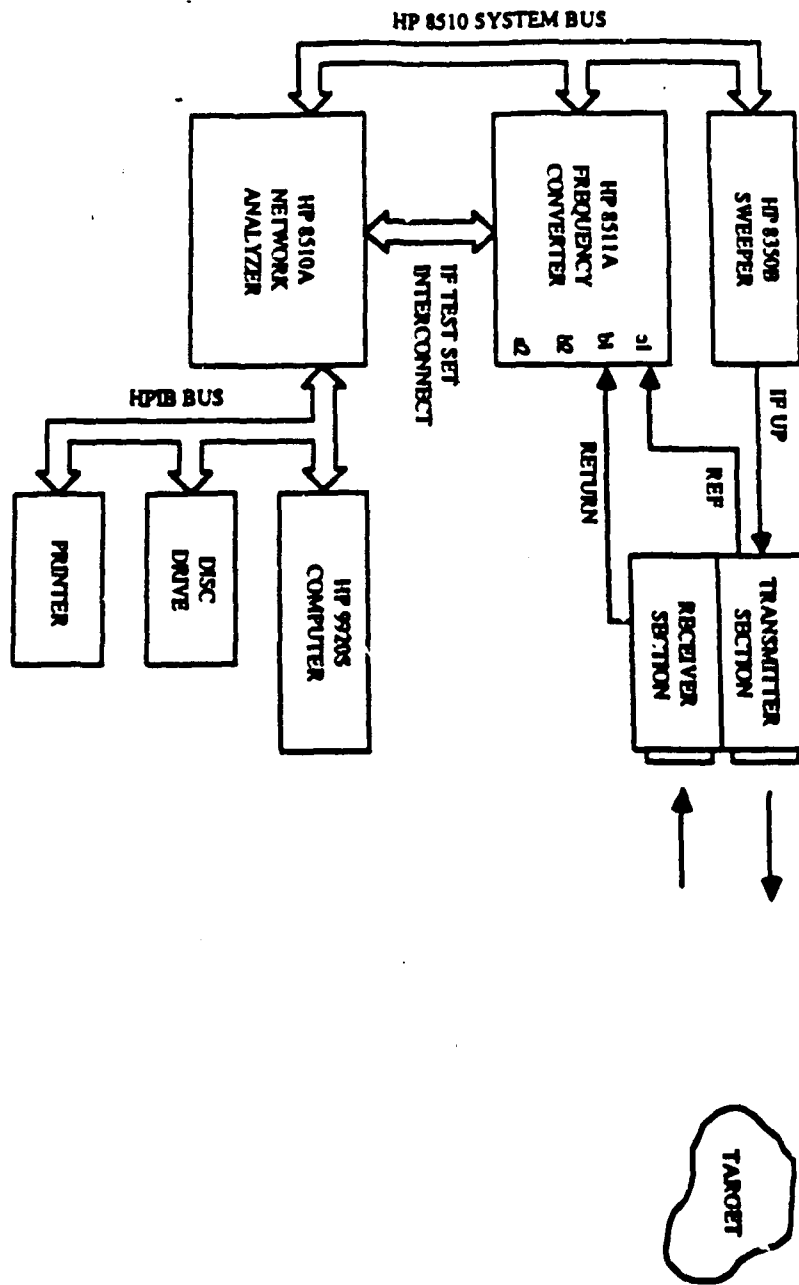 HP 8510 SYSTEM BUS
HP 8350B
SWEEPER
IF UP
TRANSMITTER
SECTION
RECEIVER
SECTION
REF
RETURN
HP 8511A
FREQUENCY
CONVERTER
a1
b1
b2
a2
IF TEST SET
INTERCONNECT
HP 8510A
NETWORK
ANALYZER
HPIB BUS
HP 9920S
COMPUTER
DISC
DRIVE
PRINTER
TARGET